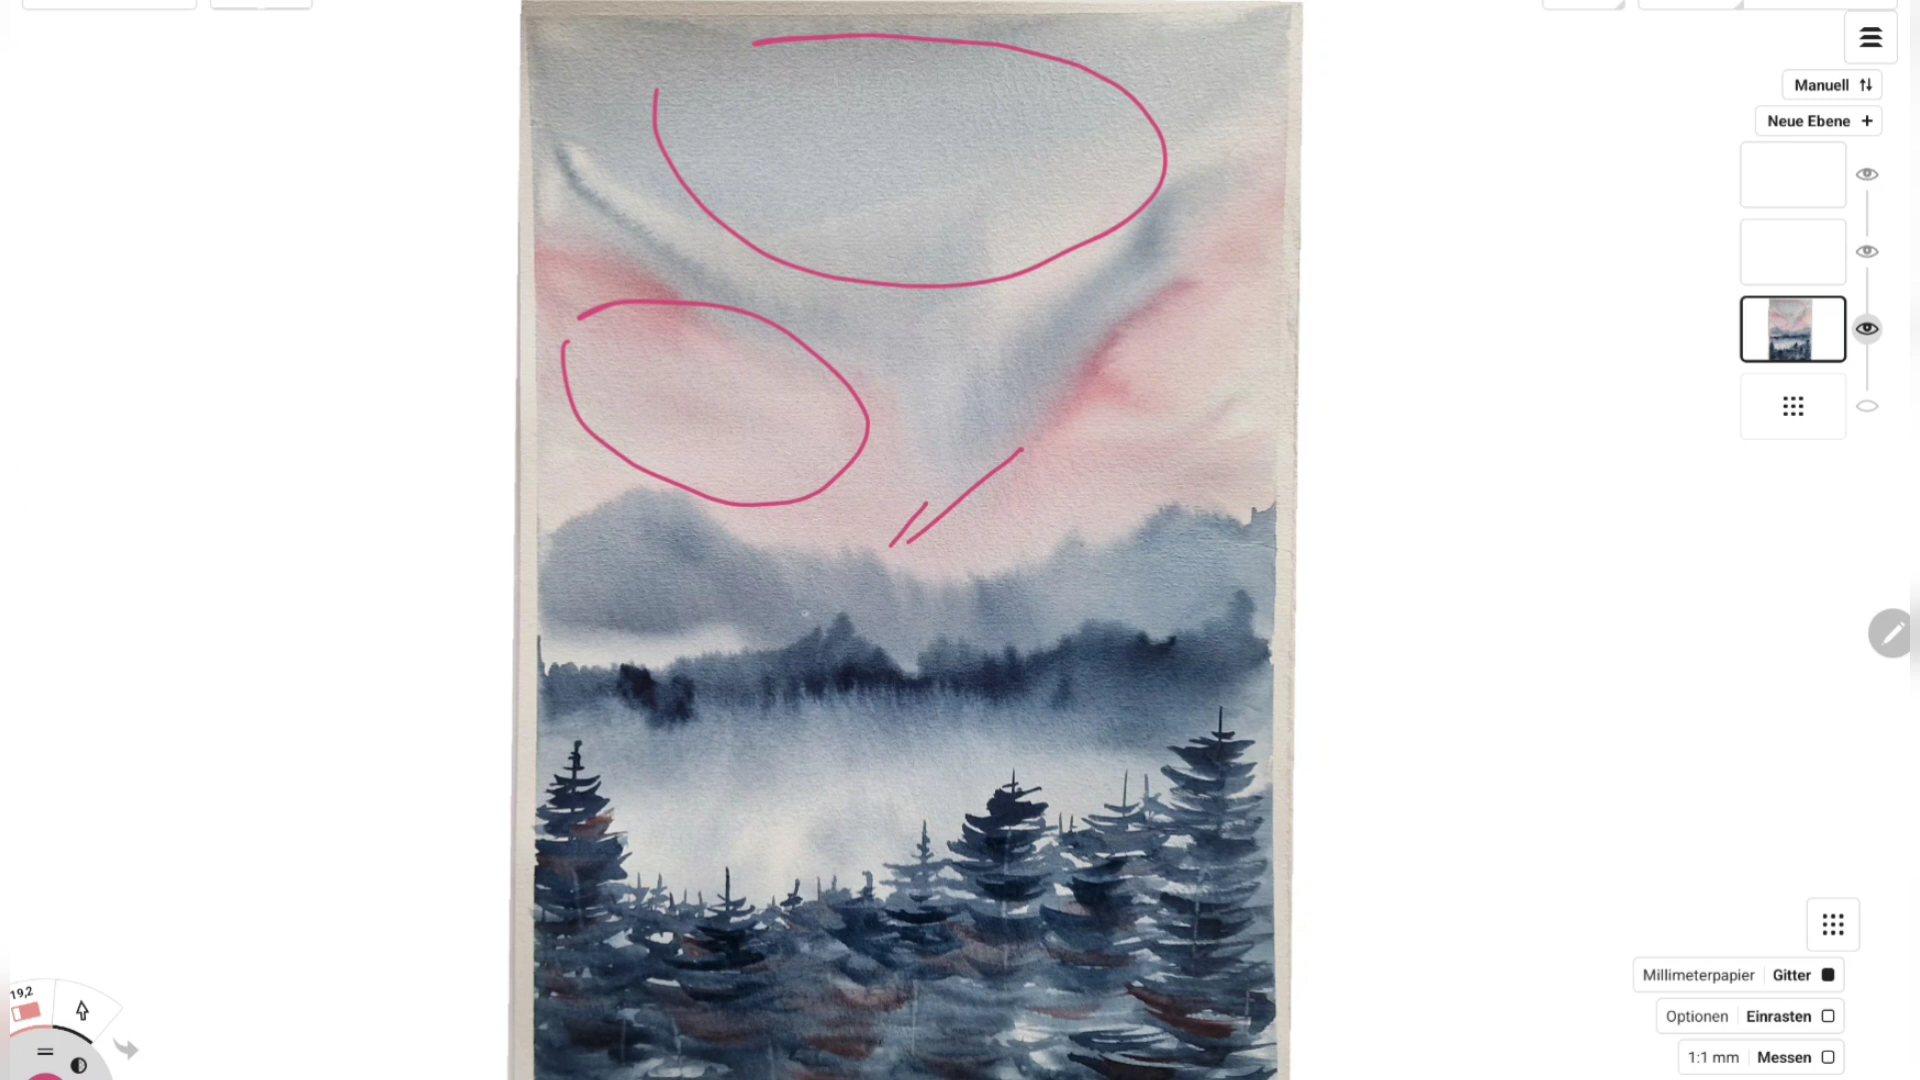 Manuell
Neue Ebene +
19,2
Millimeterpapier Gitter
Optionen Einrasten
1:1 mm Messen